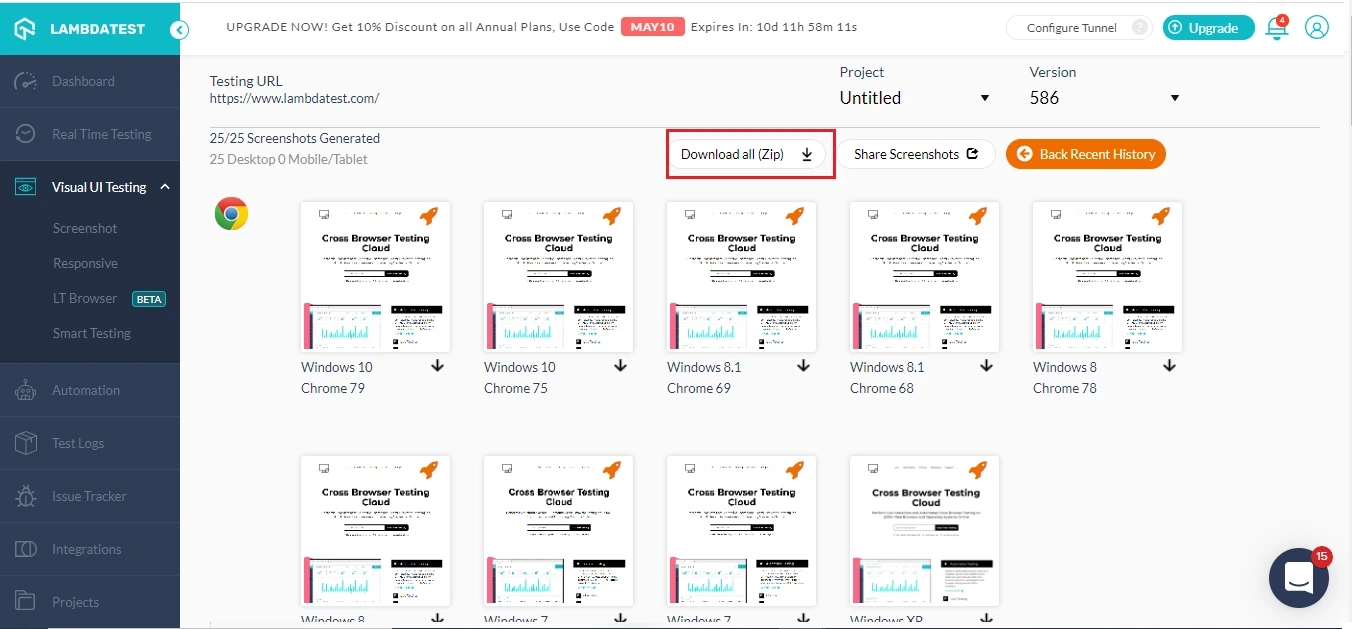 LAMBDATEST
UPGRADE NOW! Get 10% Discount on all Annual Plans, Use Code MAY10 Expires In: 10d 11h 58m 11s
Configure Tunnel ?
Upgrade
4
Dashboard
Real Time Testing
Visual UI Testing
Screenshot
Responsive
LT Browser BETA
Smart Testing
Automation
Test Logs
Issue Tracker
Integrations
Projects
Testing URL
https://www.lambdatest.com/
Project
Untitled
Version
586
25/25 Screenshots Generated
25 Desktop 0 Mobile/Tablet
Download all (Zip)
Share Screenshots
Back Recent History
Cross Browser Testing
Cloud
Windows 10
Chrome 79
Cross Browser Testing
Cloud
Windows 10
Chrome 75
Cross Browser Testing
Cloud
Windows 8.1
Chrome 69
Cross Browser Testing
Cloud
Windows 8.1
Chrome 68
Cross Browser Testing
Cloud
Windows 8
Chrome 78
Cross Browser Testing
Cloud
Windows 8
Cross Browser Testing
Cloud
Windows 7
Cross Browser Testing
Cloud
Windows 7
Cross Browser Testing
Cloud
Windows XP
15